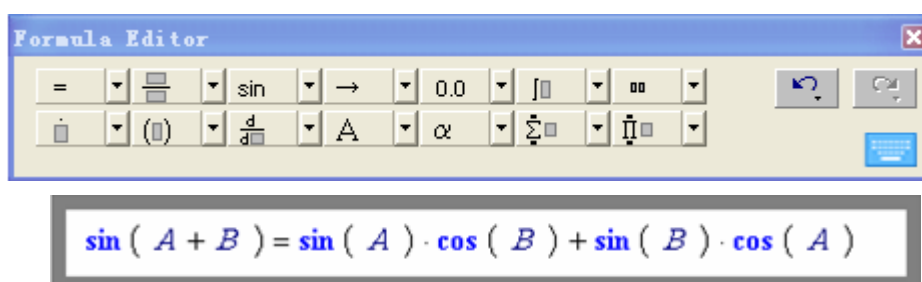 Formula Editor
= sin → 0.0 ∫
(▯) d/d▯ A α Σ Π
sin ( A + B ) = sin ( A ) · cos ( B ) + sin ( B ) · cos ( A )